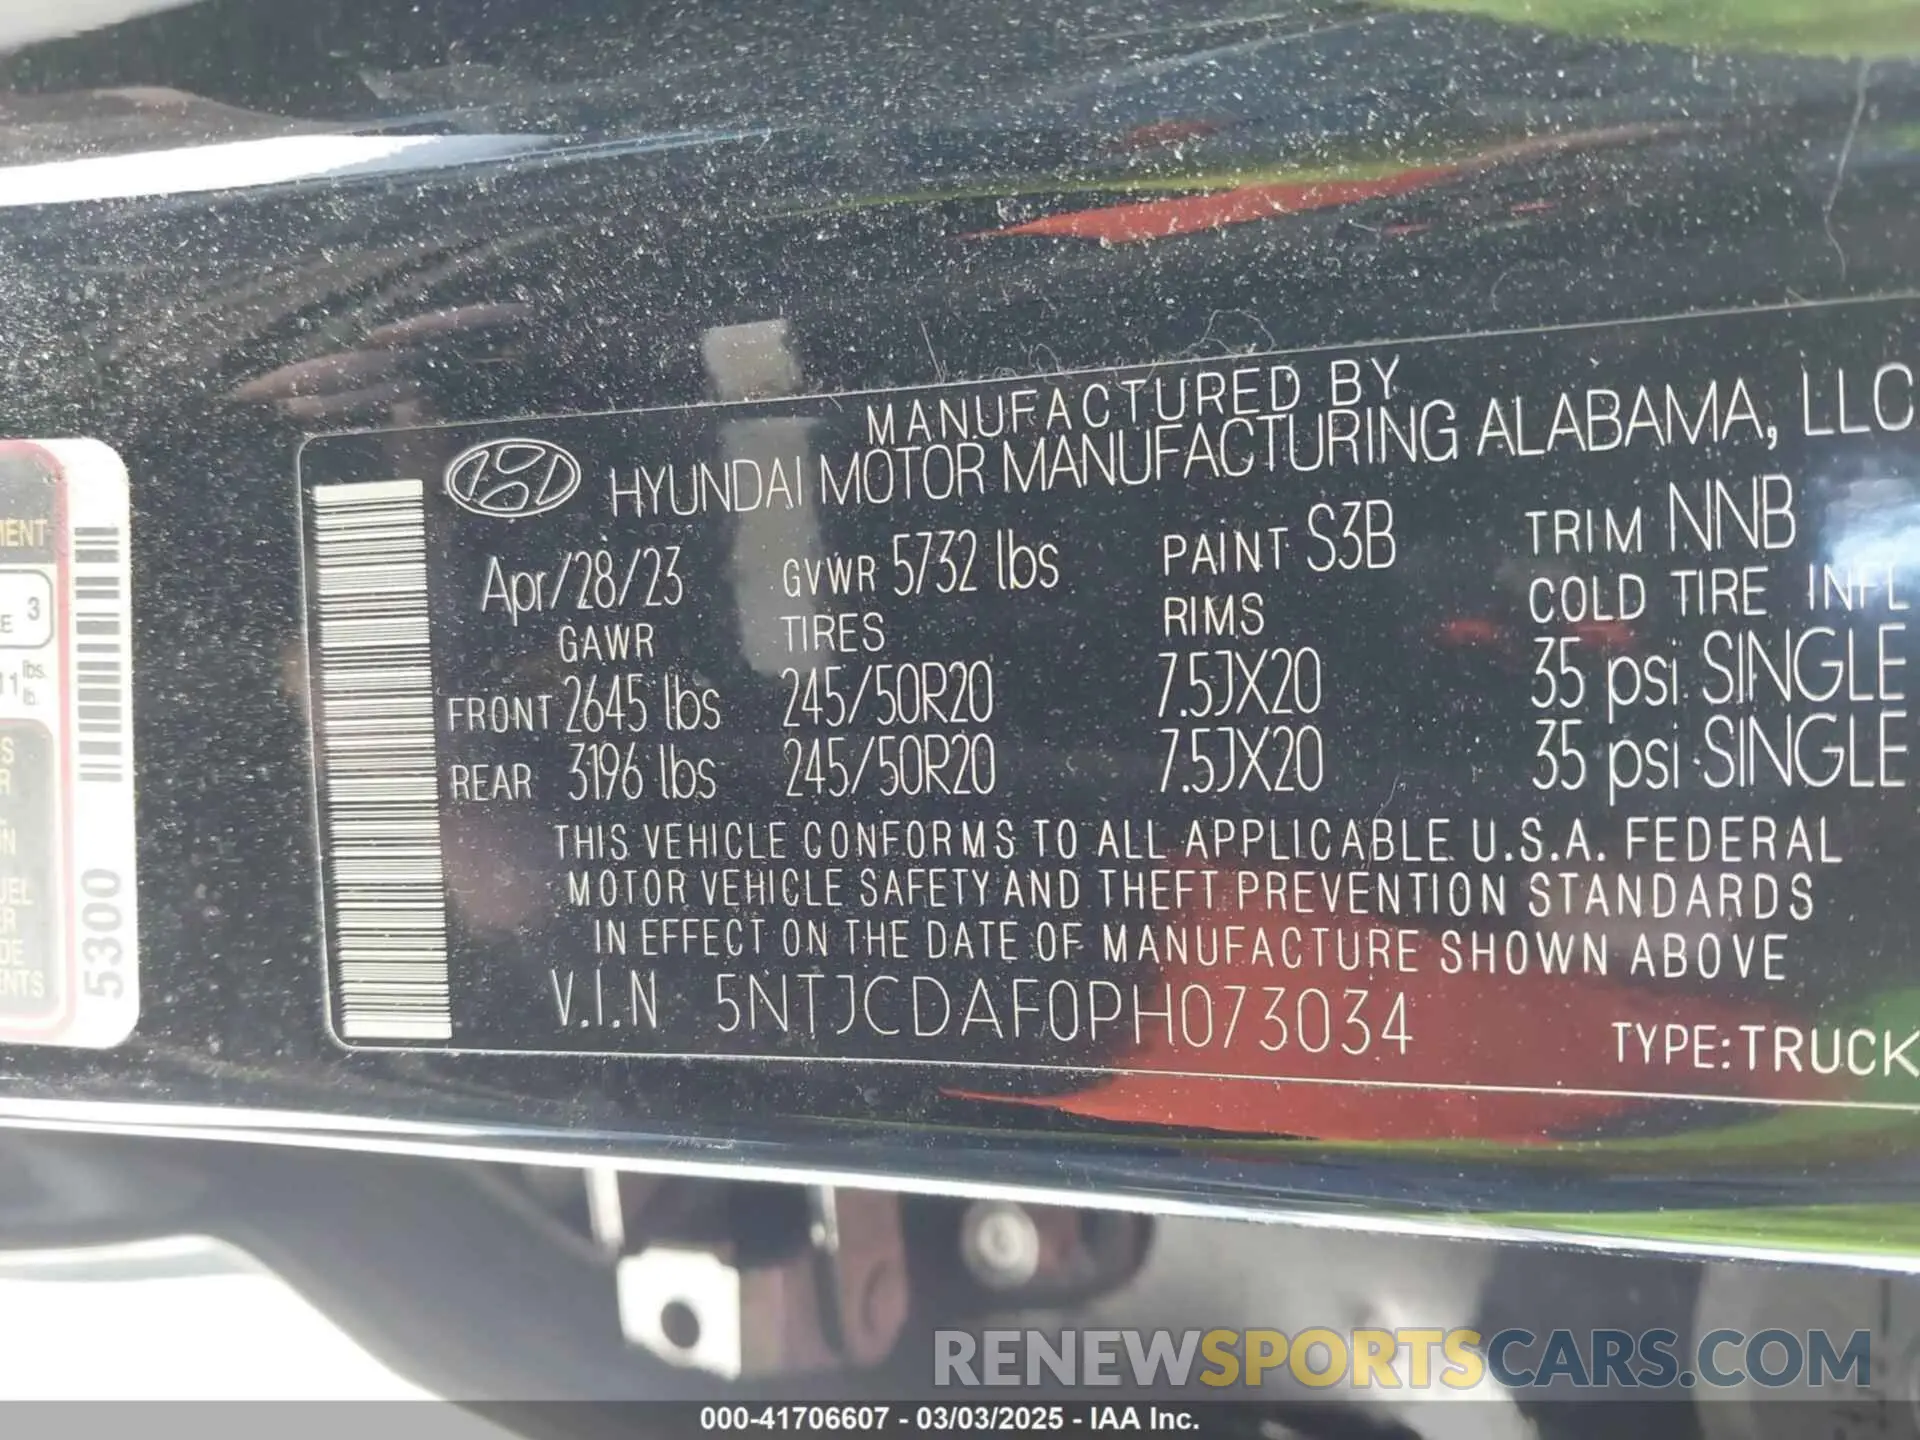 MANUFACTURED BY
HYUNDAI MOTOR MANUFACTURING ALABAMA, LLC
Apr/28/23 GVWR 5732 lbs PAINT S3B TRIM NNB
GAWR TIRES RIMS COLD TIRE INFL
FRONT 2645 lbs 245/50R20 7.5JX20 35 psi SINGLE
REAR 3196 lbs 245/50R20 7.5JX20 35 psi SINGLE
THIS VEHICLE CONFORMS TO ALL APPLICABLE U.S.A. FEDERAL
MOTOR VEHICLE SAFETY AND THEFT PREVENTION STANDARDS
IN EFFECT ON THE DATE OF MANUFACTURE SHOWN ABOVE
V.I.N 5NTJCDAF0PH073034
TYPE:TRUCK
5300
3
lbs.
lb.
RENEWSPORTSCARS.COM
000-41706607 - 03/03/2025 - IAA Inc.